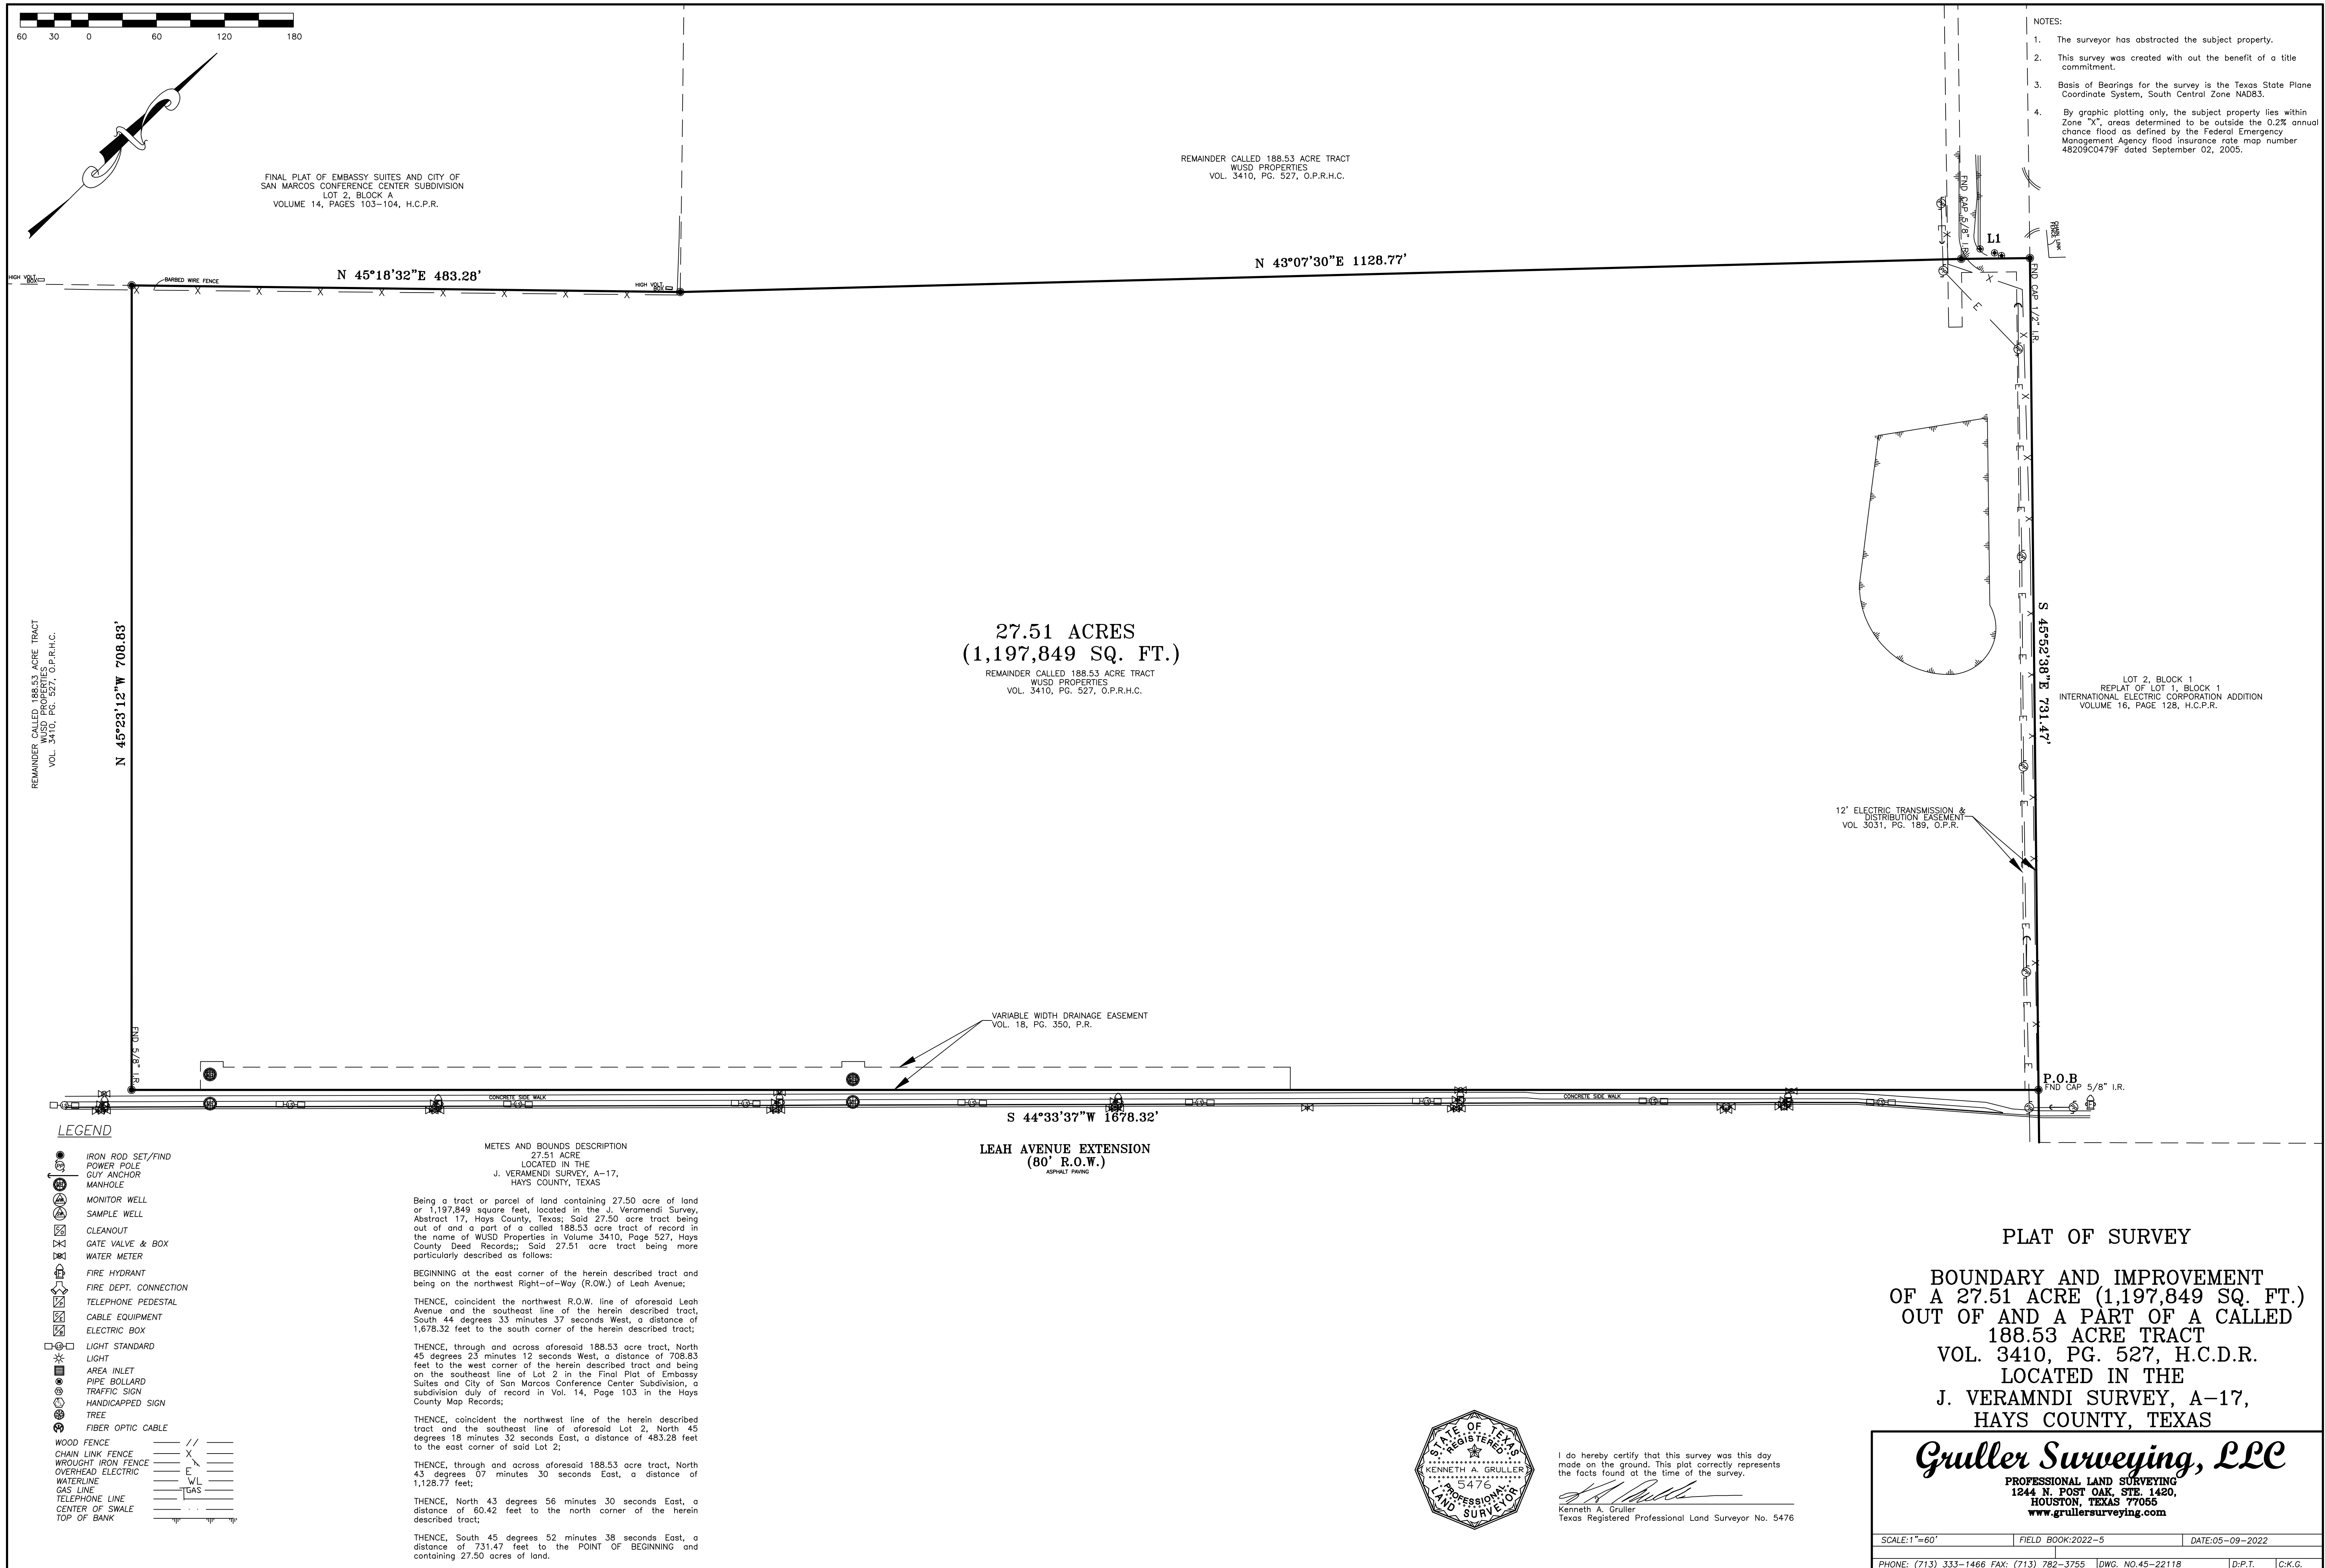 60 30 0 60 120 180
NOTES:
1. The surveyor has abstracted the subject property.
2. This survey was created with out the benefit of a title
commitment.
3. Basis of Bearings for the survey is the Texas State Plane
Coordinate System, South Central Zone NAD83.
4. By graphic plotting only, the subject property lies within
Zone "X", areas determined to be outside the 0.2% annual
chance flood as defined by the Federal Emergency
Management Agency flood insurance rate map number
48209C0479F dated September 02, 2005.
FINAL PLAT OF EMBASSY SUITES AND CITY OF
SAN MARCOS CONFERENCE CENTER SUBDIVISION
LOT 2, BLOCK A
VOLUME 14, PAGES 103-104, H.C.P.R.
REMAINDER CALLED 188.53 ACRE TRACT
WUSD PROPERTIES
VOL. 3410, PG. 527, O.P.R.H.C.
HIGH VOLT
BOX
BARBED WIRE FENCE
N 45°18'32"E 483.28'
HIGH VOLT
BOX
N 43°07'30"E 1128.77'
FND CAP 5/8" I.R.
L1
CHAIN LINK
FENCE
FND CAP 1/2" I.R.
REMAINDER CALLED 188.53 ACRE TRACT
WUSD PROPERTIES
VOL. 3410, PG. 527, O.P.R.H.C.
N 45°23'12"W 708.83'
27.51 ACRES
(1,197,849 SQ. FT.)
REMAINDER CALLED 188.53 ACRE TRACT
WUSD PROPERTIES
VOL. 3410, PG. 527, O.P.R.H.C.
S 45°52'38"E 731.47'
LOT 2, BLOCK 1
REPLAT OF LOT 1, BLOCK 1
INTERNATIONAL ELECTRIC CORPORATION ADDITION
VOLUME 16, PAGE 128, H.C.P.R.
12' ELECTRIC TRANSMISSION &
DISTRIBUTION EASEMENT
VOL 3031, PG. 189, O.P.R.
VARIABLE WIDTH DRAINAGE EASEMENT
VOL. 18, PG. 350, P.R.
FND 5/8" I.R.
P.O.B
FND CAP 5/8" I.R.
CONCRETE SIDE WALK
CONCRETE SIDE WALK
S 44°33'37"W 1678.32'
LEAH AVENUE EXTENSION
(80' R.O.W.)
ASPHALT PAVING
LEGEND
IRON ROD SET/FIND
POWER POLE
GUY ANCHOR
MANHOLE
MONITOR WELL
SAMPLE WELL
CLEANOUT
GATE VALVE & BOX
WATER METER
FIRE HYDRANT
FIRE DEPT. CONNECTION
TELEPHONE PEDESTAL
CABLE EQUIPMENT
ELECTRIC BOX
LIGHT STANDARD
LIGHT
AREA INLET
PIPE BOLLARD
TRAFFIC SIGN
HANDICAPPED SIGN
TREE
FIBER OPTIC CABLE
WOOD FENCE //
CHAIN LINK FENCE X
WROUGHT IRON FENCE
OVERHEAD ELECTRIC E
WATERLINE WL
GAS LINE GAS
TELEPHONE LINE T
CENTER OF SWALE
TOP OF BANK
METES AND BOUNDS DESCRIPTION
27.51 ACRE
LOCATED IN THE
J. VERAMENDI SURVEY, A-17,
HAYS COUNTY, TEXAS
Being a tract or parcel of land containing 27.50 acre of land
or 1,197,849 square feet, located in the J. Veramendi Survey,
Abstract 17, Hays County, Texas; Said 27.50 acre tract being
out of and a part of a called 188.53 acre tract of record in
the name of WUSD Properties in Volume 3410, Page 527, Hays
County Deed Records;; Said 27.51 acre tract being more
particularly described as follows:
BEGINNING at the east corner of the herein described tract and
being on the northwest Right-of-Way (R.OW.) of Leah Avenue;
THENCE, coincident the northwest R.O.W. line of aforesaid Leah
Avenue and the southeast line of the herein described tract,
South 44 degrees 33 minutes 37 seconds West, a distance of
1,678.32 feet to the south corner of the herein described tract;
THENCE, through and across aforesaid 188.53 acre tract, North
45 degrees 23 minutes 12 seconds West, a distance of 708.83
feet to the west corner of the herein described tract and being
on the southeast line of Lot 2 in the Final Plat of Embassy
Suites and City of San Marcos Conference Center Subdivision, a
subdivision duly of record in Vol. 14, Page 103 in the Hays
County Map Records;
THENCE, coincident the northwest line of the herein described
tract and the southeast line of aforesaid Lot 2, North 45
degrees 18 minutes 32 seconds East, a distance of 483.28 feet
to the east corner of said Lot 2;
THENCE, through and across aforesaid 188.53 acre tract, North
43 degrees 07 minutes 30 seconds East, a distance of
1,128.77 feet;
THENCE, North 43 degrees 56 minutes 30 seconds East, a
distance of 60.42 feet to the north corner of the herein
described tract;
THENCE, South 45 degrees 52 minutes 38 seconds East, a
distance of 731.47 feet to the POINT OF BEGINNING and
containing 27.50 acres of land.
STATE OF TEXAS
REGISTERED
KENNETH A. GRULLER
5476
PROFESSIONAL
LAND SURVEYOR
I do hereby certify that this survey was this day
made on the ground. This plat correctly represents
the facts found at the time of the survey.
Kenneth A. Gruller
Texas Registered Professional Land Surveyor No. 5476
PLAT OF SURVEY
BOUNDARY AND IMPROVEMENT
OF A 27.51 ACRE (1,197,849 SQ. FT.)
OUT OF AND A PART OF A CALLED
188.53 ACRE TRACT
VOL. 3410, PG. 527, H.C.D.R.
LOCATED IN THE
J. VERAMNDI SURVEY, A-17,
HAYS COUNTY, TEXAS
Gruller Surveying, LLC
PROFESSIONAL LAND SURVEYING
1244 N. POST OAK, STE. 1420,
HOUSTON, TEXAS 77055
www.grullersurveying.com
SCALE:1"=60' FIELD BOOK:2022-5 DATE:05-09-2022
PHONE: (713) 333-1466 FAX: (713) 782-3755 DWG. NO.45-22118 D:P.T. C:K.G.